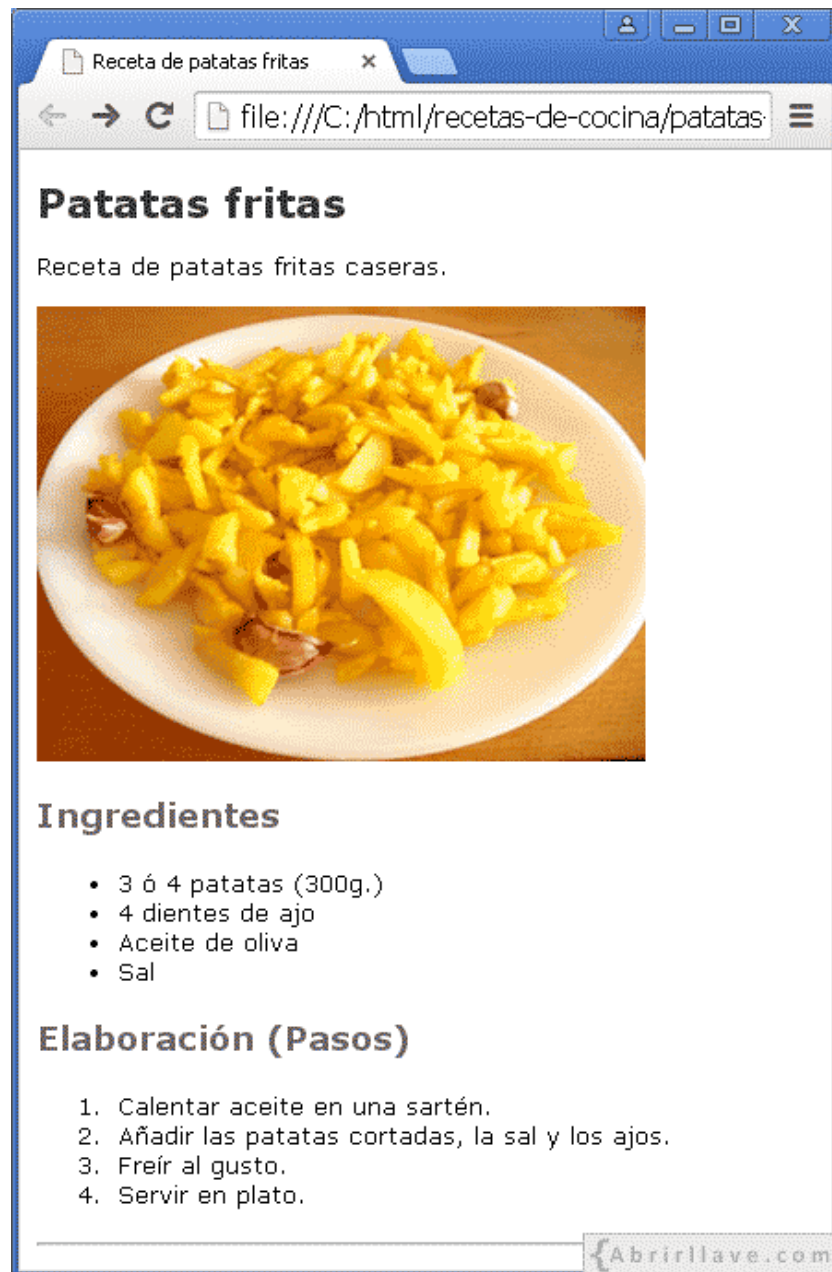 Receta de patatas fritas
file:///C:/html/recetas-de-cocina/patatas-
Patatas fritas
Receta de patatas fritas caseras.
Ingredientes
• 3 ó 4 patatas (300g.)
• 4 dientes de ajo
• Aceite de oliva
• Sal
Elaboración (Pasos)
1. Calentar aceite en una sartén.
2. Añadir las patatas cortadas, la sal y los ajos.
3. Freír al gusto.
4. Servir en plato.
{Abrirllave.com